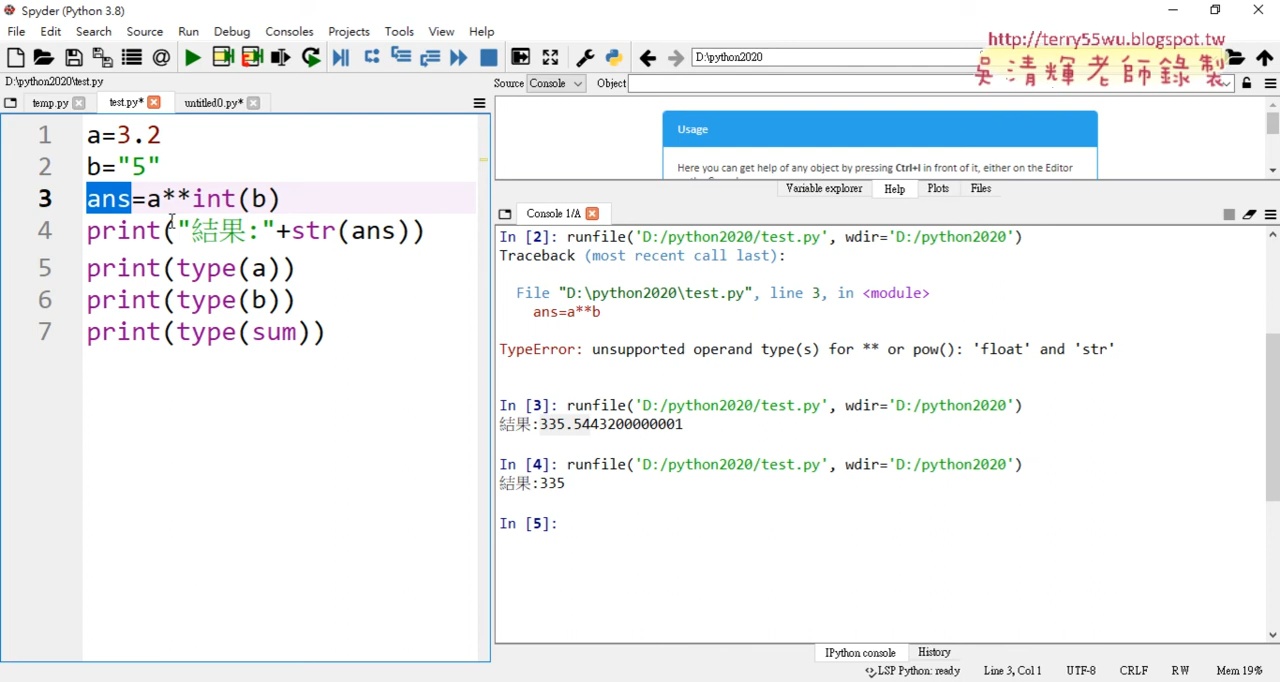 Spyder (Python 3.8)
File Edit Search Source Run Debug Consoles Projects Tools View Help
http://terry55wu.blogspot.tw
吳清輝老師錄製
D:\python2020
D:\python2020\test.py
Source Console Object
temp.py test.py* untitled0.py*
1 a=3.2
2 b="5"
3 ans=a**int(b)
4 print("結果:"+str(ans))
5 print(type(a))
6 print(type(b))
7 print(type(sum))
Usage
Here you can get help of any object by pressing Ctrl+I in front of it, either on the Editor
Variable explorer Help Plots Files
Console 1/A
In [2]: runfile('D:/python2020/test.py', wdir='D:/python2020')
Traceback (most recent call last):
File "D:\python2020\test.py", line 3, in <module>
ans=a**b
TypeError: unsupported operand type(s) for ** or pow(): 'float' and 'str'
In [3]: runfile('D:/python2020/test.py', wdir='D:/python2020')
結果:335.5443200000001
In [4]: runfile('D:/python2020/test.py', wdir='D:/python2020')
結果:335
In [5]:
IPython console History
LSP Python: ready Line 3, Col 1 UTF-8 CRLF RW Mem 19%